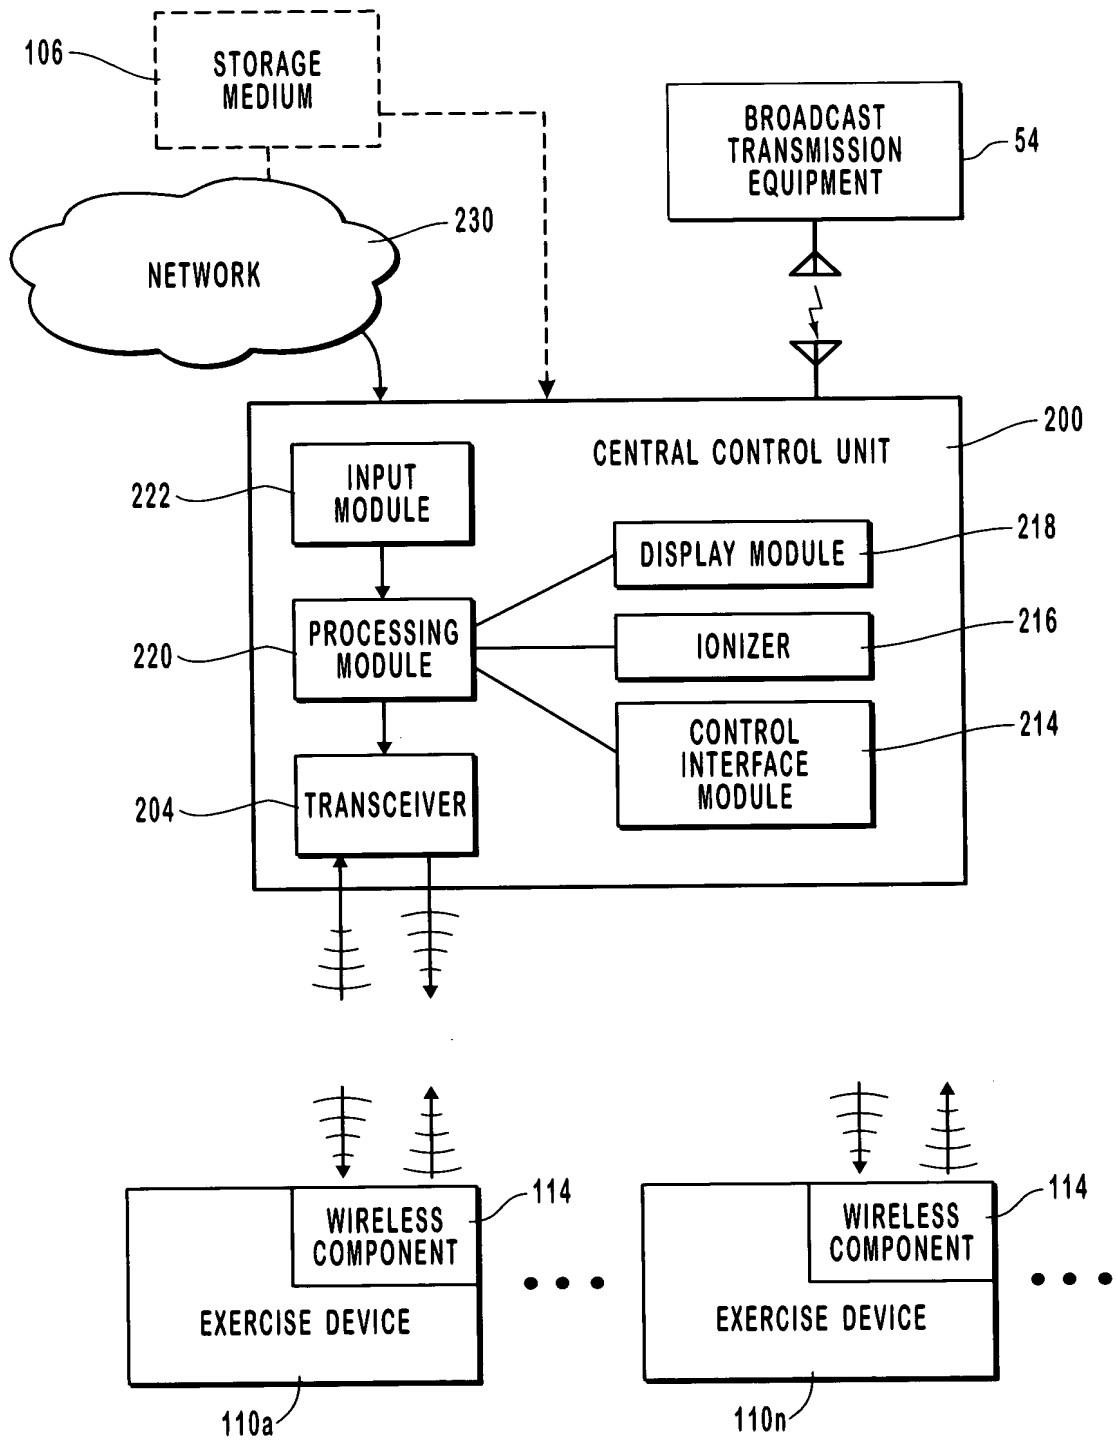 106
STORAGE
MEDIUM
BROADCAST
TRANSMISSION
EQUIPMENT
54
230
NETWORK
200
CENTRAL CONTROL UNIT
INPUT
MODULE
222
DISPLAY MODULE
218
PROCESSING
MODULE
220
IONIZER
216
CONTROL
INTERFACE
MODULE
214
TRANSCEIVER
204
WIRELESS
COMPONENT
114
EXERCISE DEVICE
110a
WIRELESS
COMPONENT
114
EXERCISE DEVICE
110n